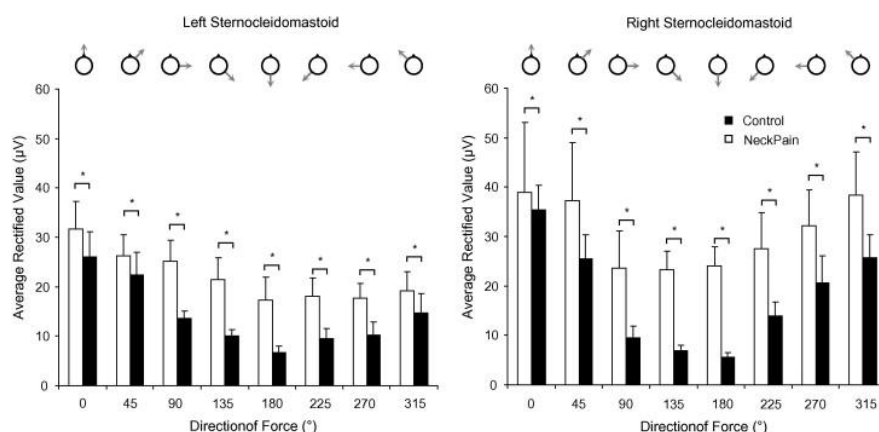 Left Sternocleidomastoid
* * * * * * * *
60
50
40
30
20
10
0
Average Rectified Value (µV)
0 45 90 135 180 225 270 315
Directionof Force (°)
Right Sternocleidomastoid
Control
NeckPain
* * * * * * * *
60
50
40
30
20
10
0
Average Rectified Value (µV)
0 45 90 135 180 225 270 315
Directionof Force (°)